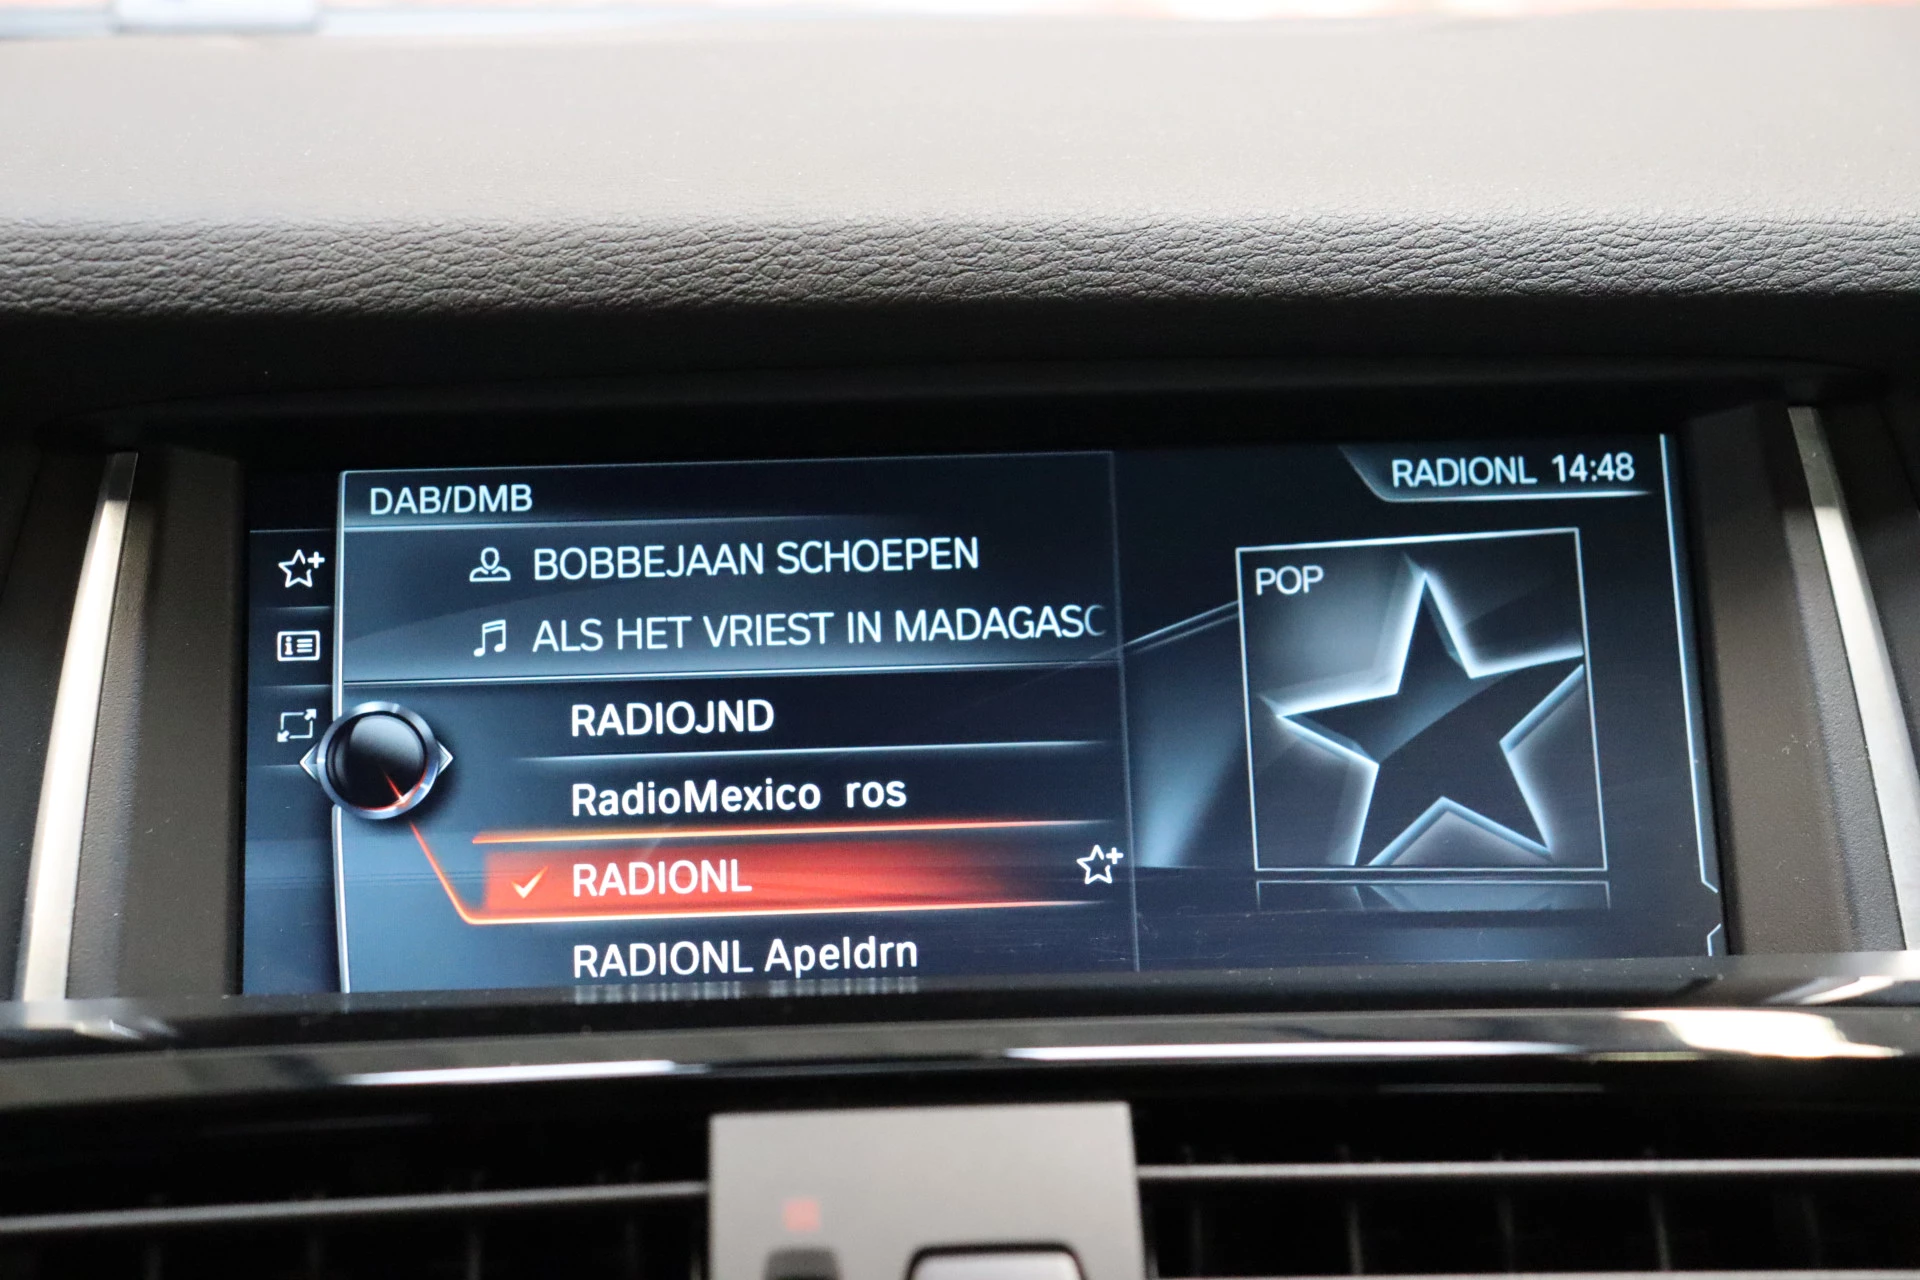 DAB/DMB
RADIONL 14:48
BOBBEJAAN SCHOEPEN
ALS HET VRIEST IN MADAGASC
POP
RADIOJND
RadioMexico ros
RADIONL
RADIONL Apeldrn